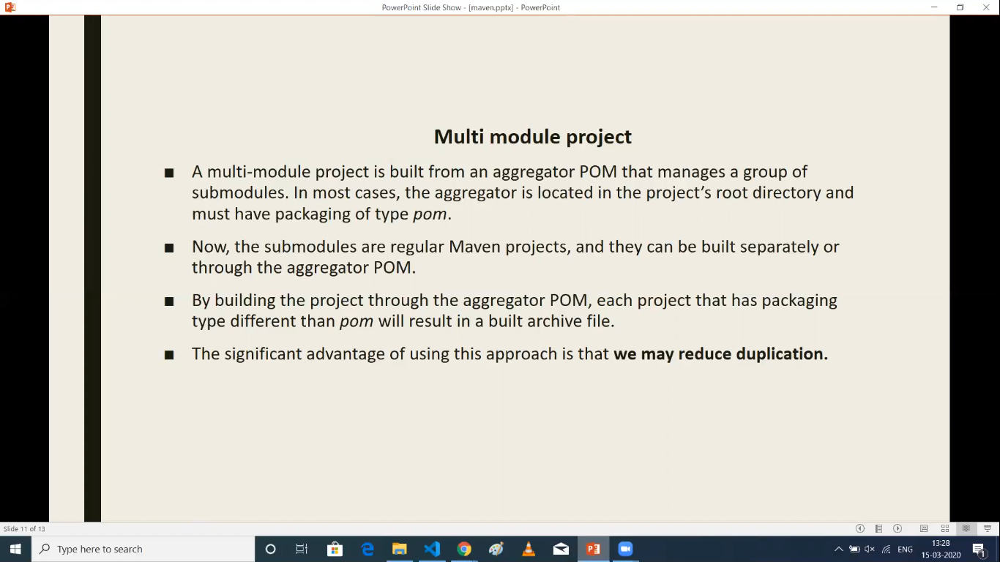 PowerPoint Slide Show - [maven.pptx] - PowerPoint
Multi module project
■ A multi-module project is built from an aggregator POM that manages a group of
submodules. In most cases, the aggregator is located in the project’s root directory and
must have packaging of type pom.
■ Now, the submodules are regular Maven projects, and they can be built separately or
through the aggregator POM.
■ By building the project through the aggregator POM, each project that has packaging
type different than pom will result in a built archive file.
■ The significant advantage of using this approach is that we may reduce duplication.
Slide 11 of 13
Type here to search
ENG
13:28
15-03-2020
1